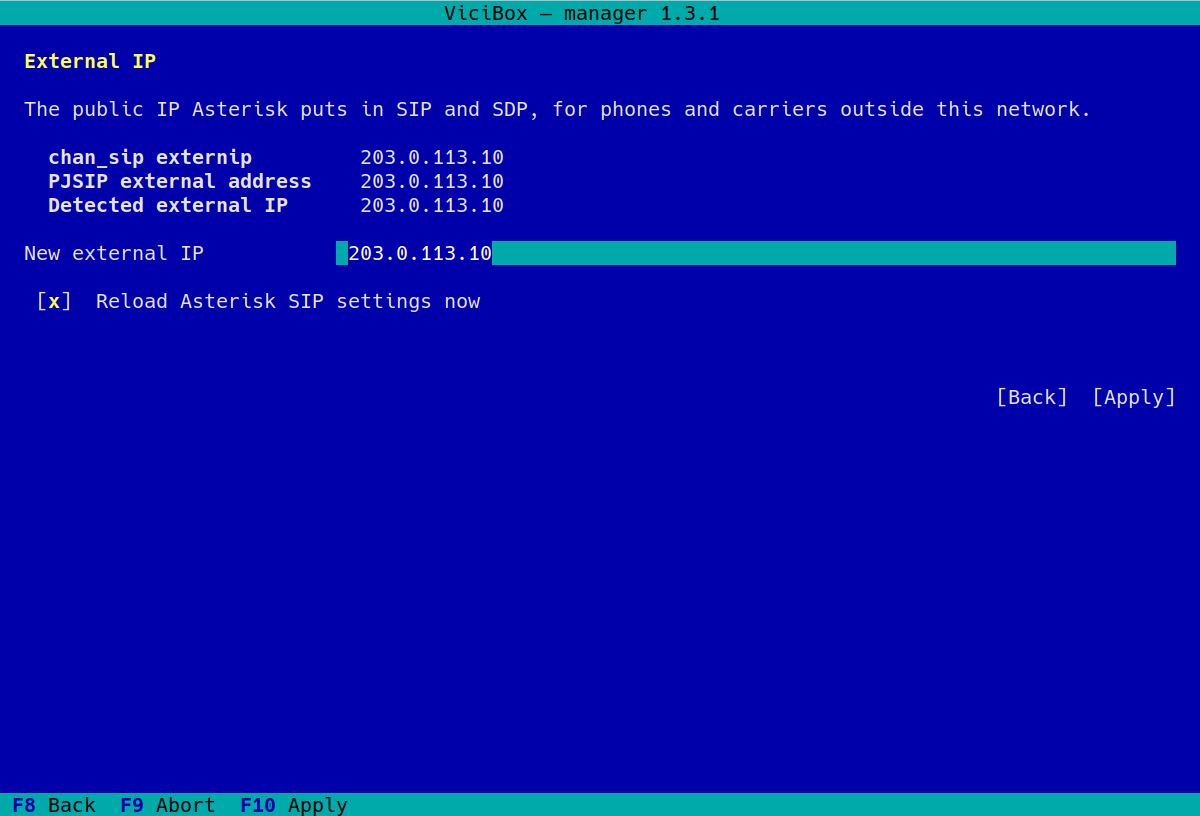 ViciBox — manager 1.3.1
External IP
The public IP Asterisk puts in SIP and SDP, for phones and carriers outside this network.
chan_sip externip 203.0.113.10
PJSIP external address 203.0.113.10
Detected external IP 203.0.113.10
New external IP 203.0.113.10
[x] Reload Asterisk SIP settings now
[Back] [Apply]
F8 Back F9 Abort F10 Apply